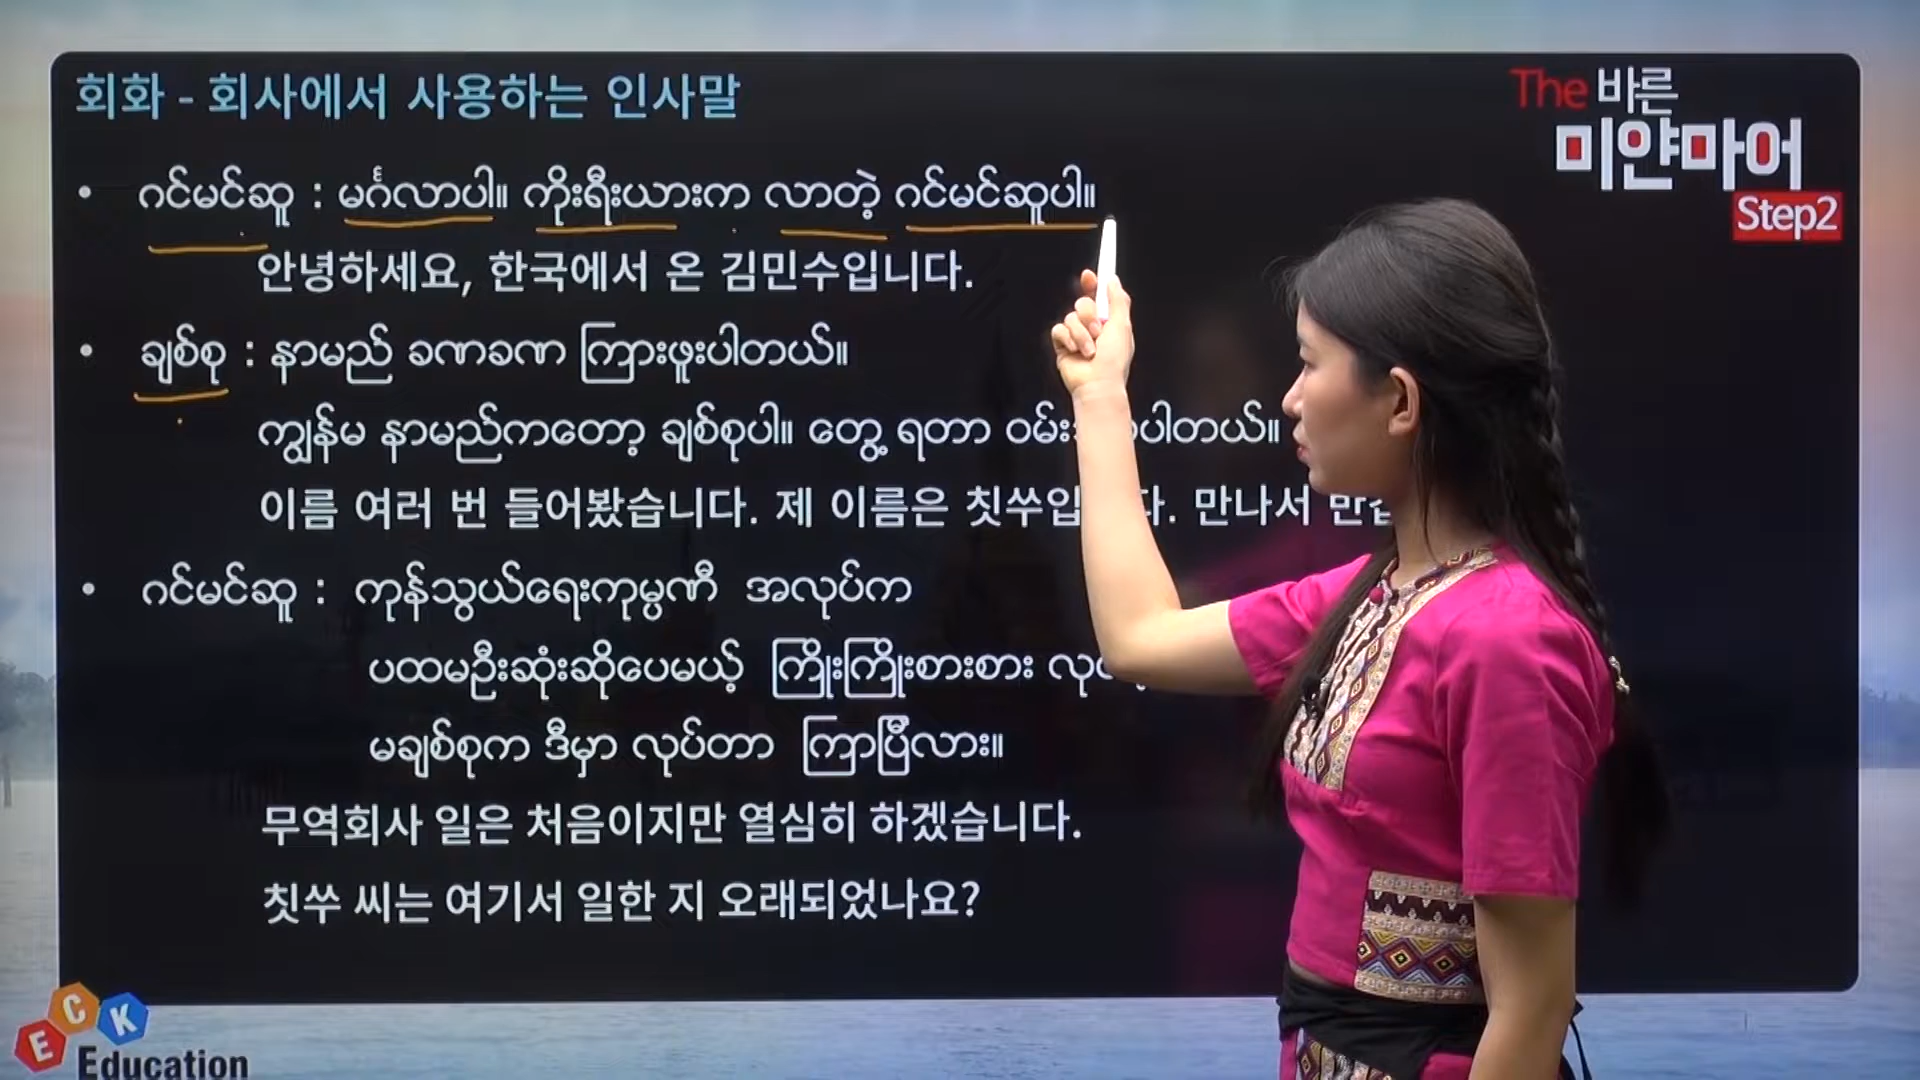 회화 - 회사에서 사용하는 인사말
The 바른
미얀마어
Step2
• ဂင်မင်ဆူ : မင်္ဂလာပါ။ ကိုးရီးယားက လာတဲ့ ဂင်မင်ဆူပါ။
안녕하세요, 한국에서 온 김민수입니다.
• ချစ်စု : နာမည် ခဏခဏ ကြားဖူးပါတယ်။
ကျွန်မ နာမည်ကတော့ ချစ်စုပါ။ တွေ့ ရတာ
이름 여러 번 들어봤습니다. 제 이름은 칫쑤입 다. 만나서
• ဂင်မင်ဆူ : ကုန်သွယ်ရေးကုမ္ပဏီ အလုပ်က
ပထမဦးဆုံးဆိုပေမယ့် ကြိုးကြိုးစားစား
မချစ်စုက ဒီမှာ လုပ်တာ ကြာပြီလား။
무역회사 일은 처음이지만 열심히 하겠습니다.
칫쑤 씨는 여기서 일한 지 오래되었나요?
ECK
Education